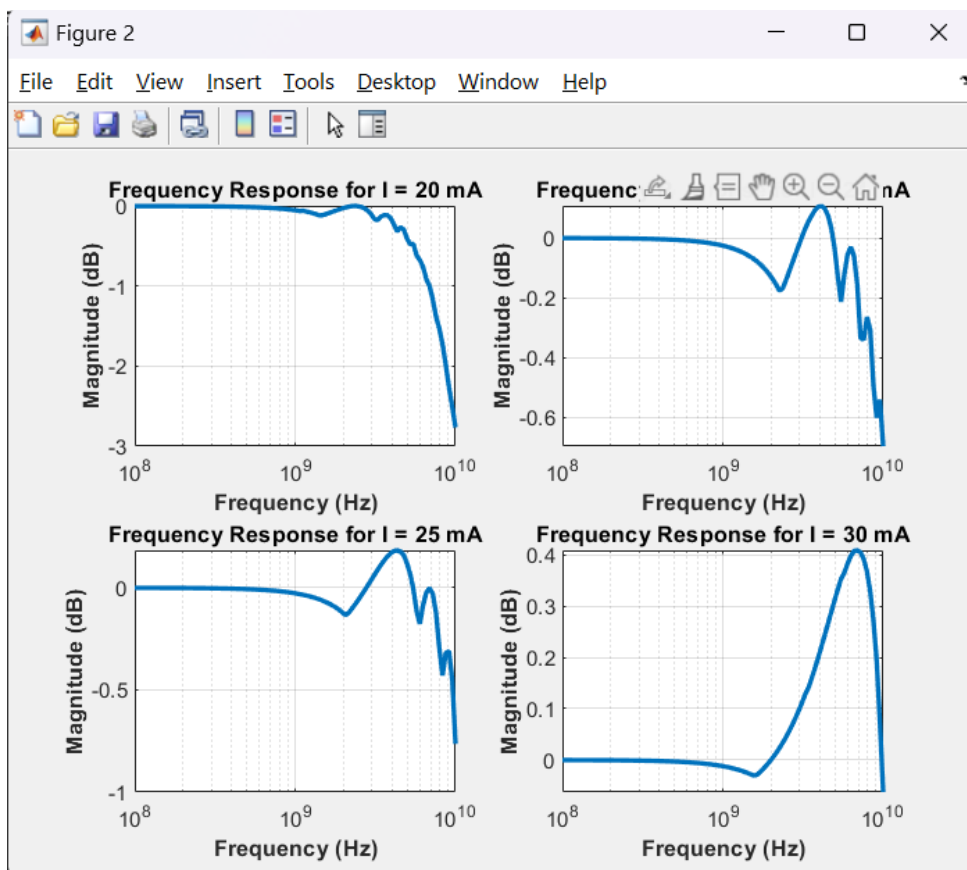 Figure 2
File Edit View Insert Tools Desktop Window Help
Frequency Response for I = 20 mA
Magnitude (dB)
0
-1
-2
-3
10^8 10^9 10^10
Frequency (Hz)
mA
Magnitude (dB)
0
-0.2
-0.4
-0.6
10^8 10^9 10^10
Frequency (Hz)
Frequency Response for I = 25 mA
Magnitude (dB)
0
-0.5
-1
10^8 10^9 10^10
Frequency (Hz)
Frequency Response for I = 30 mA
Magnitude (dB)
0.4
0.3
0.2
0.1
0
10^8 10^9 10^10
Frequency (Hz)